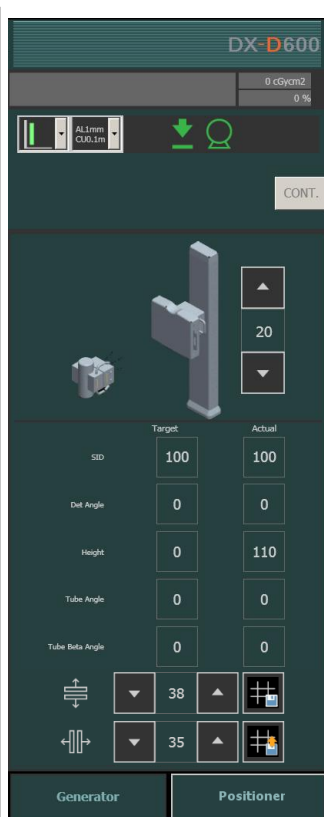 DX-D600
0 cGycm2
0 %
AL1mm
CU0.1m
CONT.
20
Target Actual
SID 100 100
Det Angle 0 0
Height 0 110
Tube Angle 0 0
Tube Beta Angle 0 0
38
35
Generator Positioner